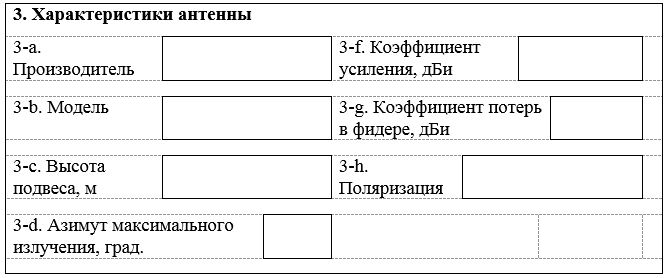 3. Характеристики антенны
3-a.
Производитель
3-f. Коэффициент
усиления, дБи
3-b. Модель
3-g. Коэффициент потерь
в фидере, дБи
3-c. Высота
подвеса, м
3-h.
Поляризация
3-d. Азимут максимального
излучения, град.